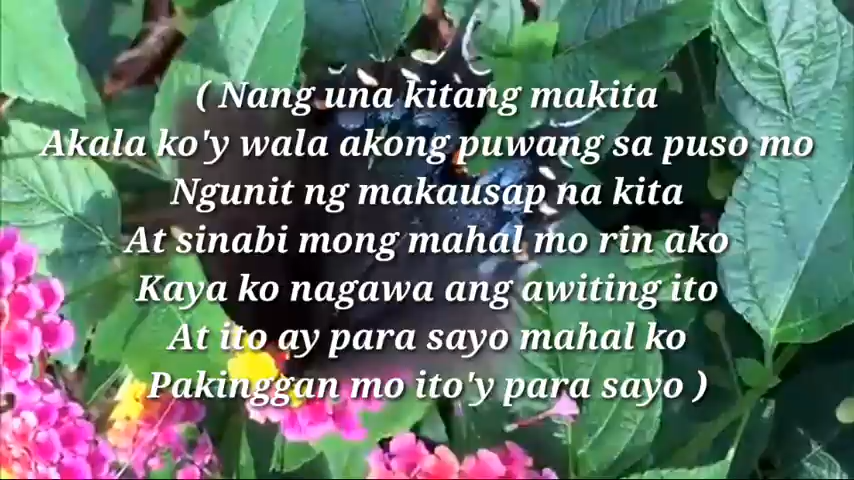 ( Nang una kitang makita
Akala ko'y wala akong puwang sa puso mo
Ngunit ng makausap na kita
At sinabi mong mahal mo rin ako
Kaya ko nagawa ang awiting ito
At ito ay para sayo mahal ko
Pakinggan mo ito'y para sayo )